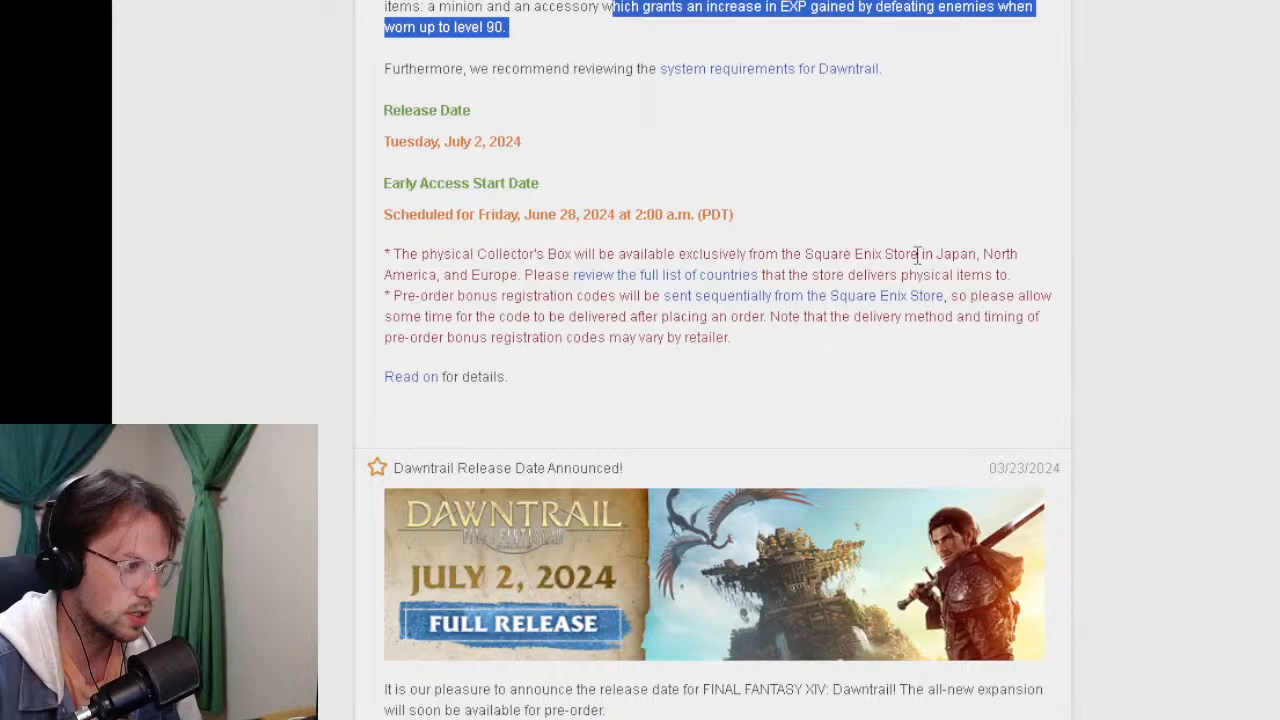 items: a minion and an accessory which grants an increase in EXP gained by defeating enemies when
worn up to level 90.
Furthermore, we recommend reviewing the system requirements for Dawntrail.
Release Date
Tuesday, July 2, 2024
Early Access Start Date
Scheduled for Friday, June 28, 2024 at 2:00 a.m. (PDT)
* The physical Collector's Box will be available exclusively from the Square Enix Store in Japan, North
America, and Europe. Please review the full list of countries that the store delivers physical items to.
* Pre-order bonus registration codes will be sent sequentially from the Square Enix Store, so please allow
some time for the code to be delivered after placing an order. Note that the delivery method and timing of
pre-order bonus registration codes may vary by retailer.
Read on for details.
Dawntrail Release Date Announced! 03/23/2024
DAWNTRAIL
FINAL FANTASY XIV
JULY 2, 2024
FULL RELEASE
It is our pleasure to announce the release date for FINAL FANTASY XIV: Dawntrail! The all-new expansion
will soon be available for pre-order.